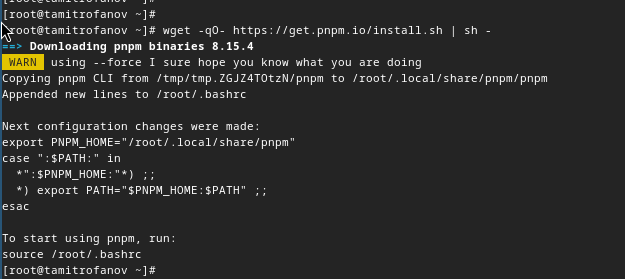 [root@tamitrofanov ~]#
[root@tamitrofanov ~]# wget -qO- https://get.pnpm.io/install.sh | sh -
==> Downloading pnpm binaries 8.15.4
WARN using --force I sure hope you know what you are doing
Copying pnpm CLI from /tmp/tmp.ZGJZ4TOtzN/pnpm to /root/.local/share/pnpm/pnpm
Appended new lines to /root/.bashrc

Next configuration changes were made:
export PNPM_HOME="/root/.local/share/pnpm"
case ":$PATH:" in
  *":$PNPM_HOME:"*) ;;
  *) export PATH="$PNPM_HOME:$PATH" ;;
esac

To start using pnpm, run:
source /root/.bashrc
[root@tamitrofanov ~]#